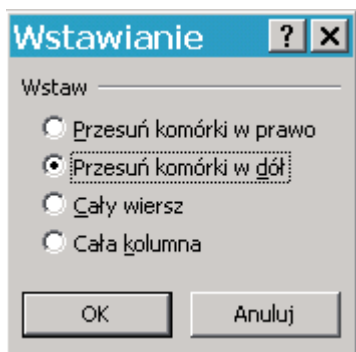 Wstawianie ? X
Wstaw
Przesuń komórki w prawo
Przesuń komórki w dół
Cały wiersz
Cała kolumna
OK Anuluj